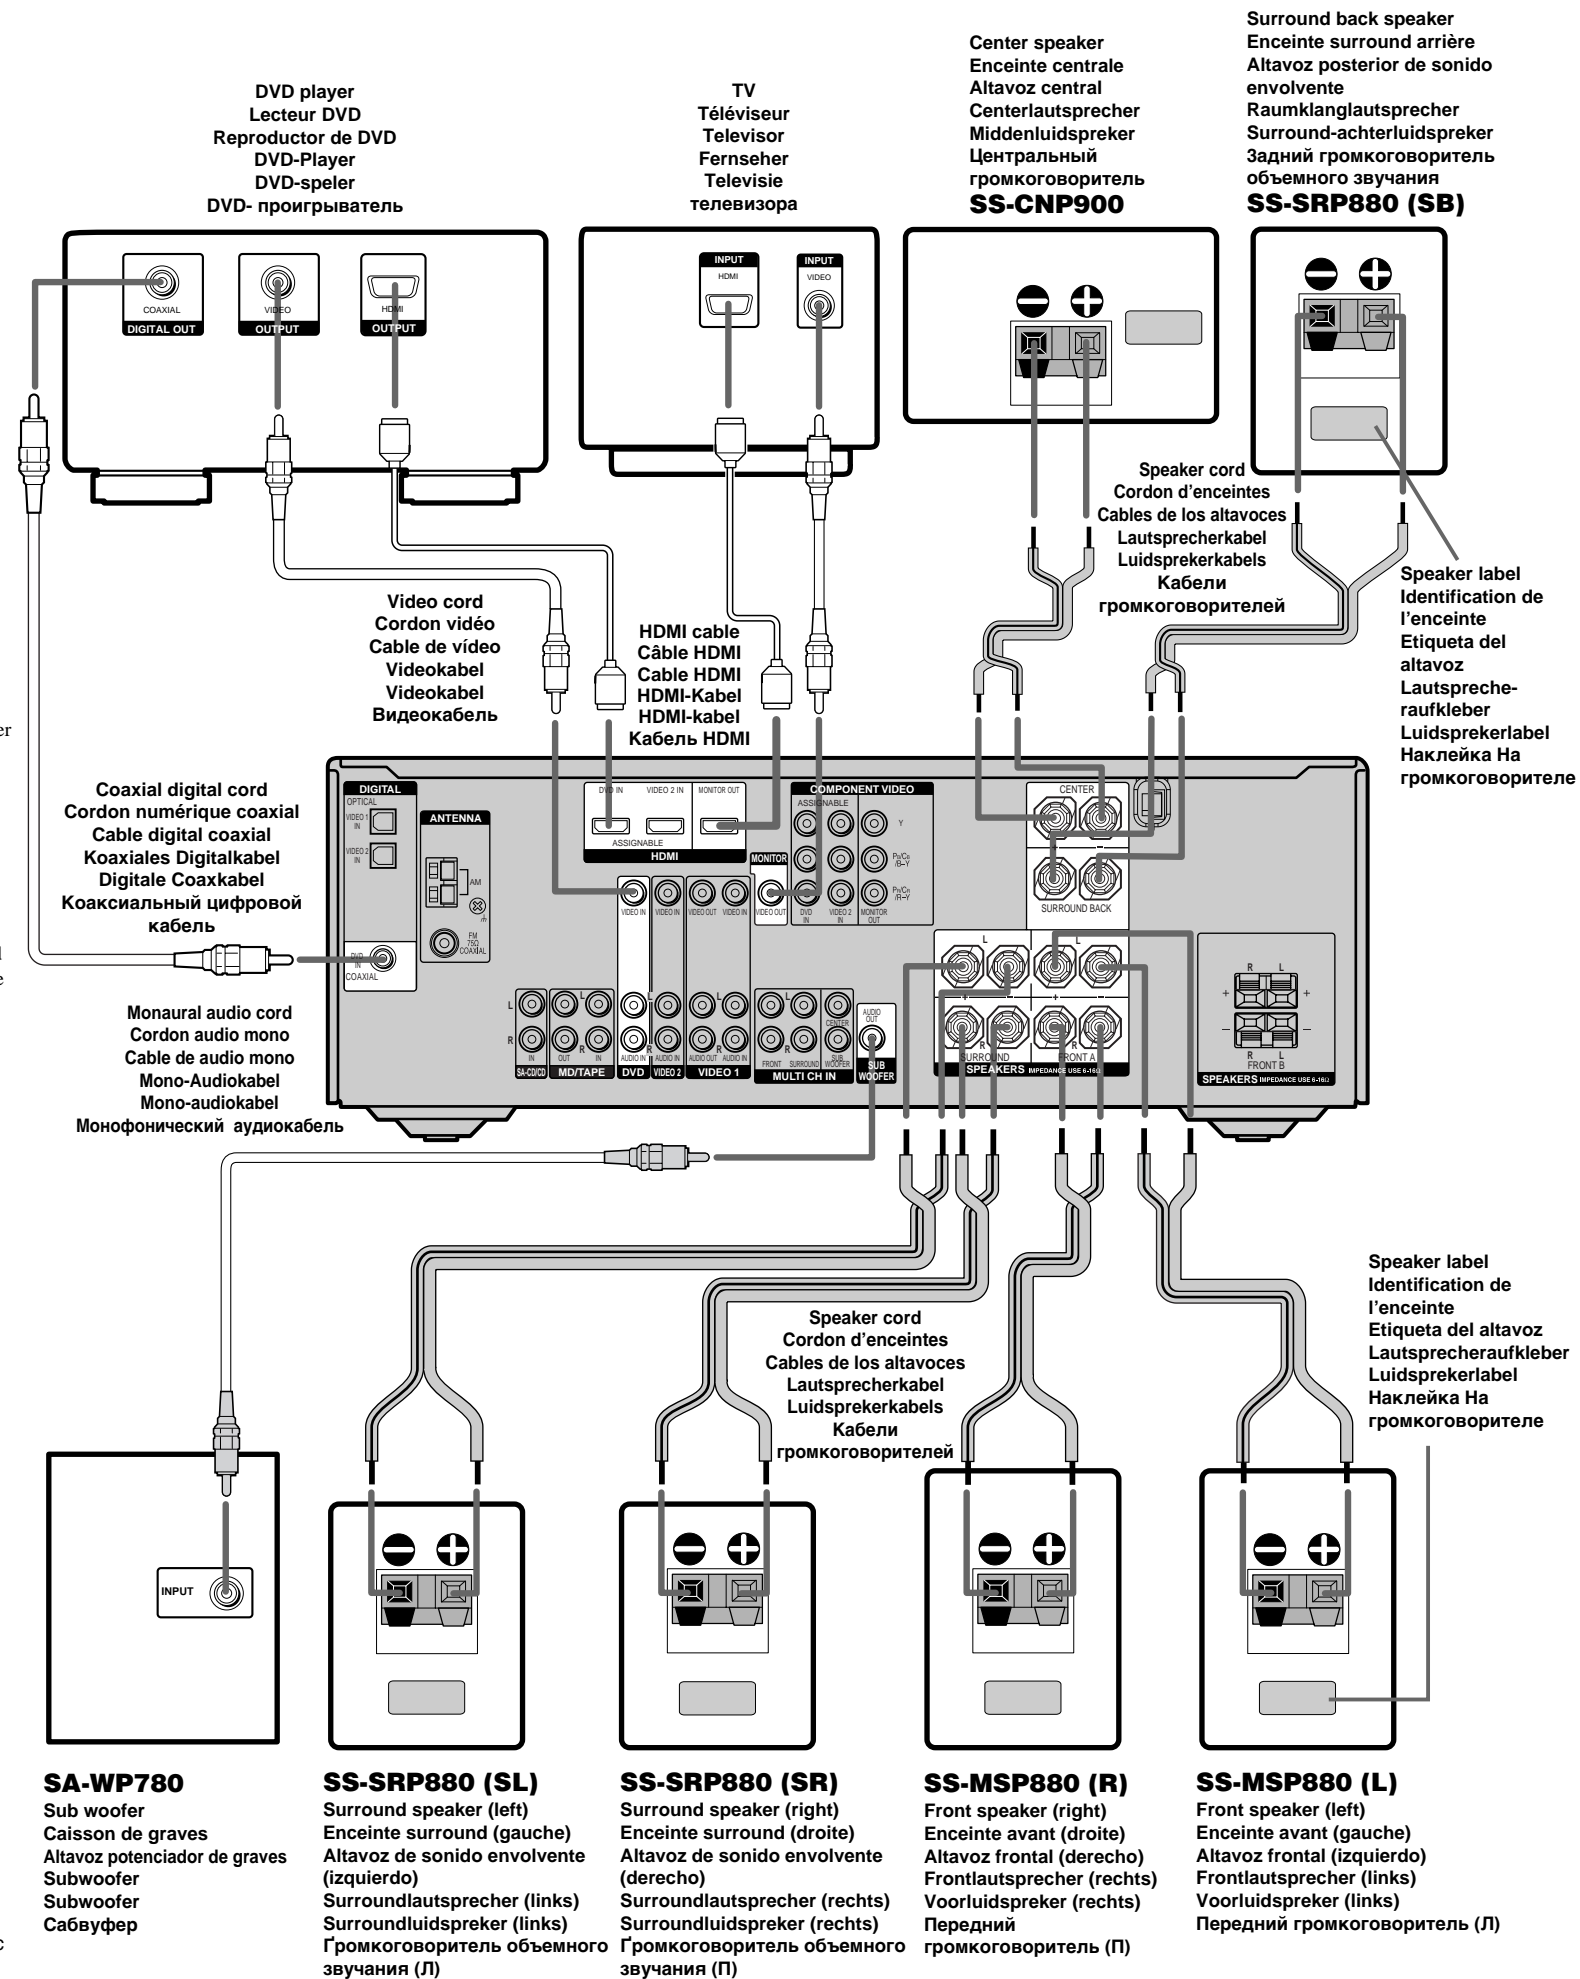 Surround back speaker
Enceinte surround arrière
Altavoz posterior de sonido
envolvente
Raumklanglautsprecher
Surround-achterluidspreker
Задний громкоговоритель
объемного звучания
SS-SRP880 (SB)
Center speaker
Enceinte centrale
Altavoz central
Centerlautsprecher
Middenluidspreker
Центральный
громкоговоритель
SS-CNP900
DVD player
Lecteur DVD
Reproductor de DVD
DVD-Player
DVD-speler
DVD- проигрыватель
TV
Téléviseur
Televisor
Fernseher
Televisie
телевизора
COAXIAL
DIGITAL OUT
VIDEO
OUTPUT
HDMI
OUTPUT
INPUT
HDMI
INPUT
VIDEO
Speaker cord
Cordon d’enceintes
Cables de los altavoces
Lautsprecherkabel
Luidsprekerkabels
Кабели
громкоговорителей
Speaker label
Identification de
l’enceinte
Etiqueta del
altavoz
Lautspreche-
raufkleber
Luidsprekerlabel
Наклейка На
громкоговорителе
Video cord
Cordon vidéo
Cable de vídeo
Videokabel
Videokabel
Видеокабель
HDMI cable
Câble HDMI
Cable HDMI
HDMI-Kabel
HDMI-kabel
Кабель HDMI
er
Coaxial digital cord
Cordon numérique coaxial
Cable digital coaxial
Koaxiales Digitalkabel
Digitale Coaxkabel
Коаксиальный цифровой
кабель
d
e
DIGITAL
OPTICAL
VIDEO 1
IN
VIDEO 2
IN
DVD
IN
COAXIAL
ANTENNA
AM
FM
75Ω
COAXIAL
DVD IN
VIDEO 2 IN
MONITOR OUT
ASSIGNABLE
HDMI
COMPONENT VIDEO
ASSIGNABLE
Y
PB/CB
/B–Y
PR/CR
/R–Y
DVD
IN
VIDEO 2
IN
MONITOR
OUT
MONITOR
VIDEO OUT
VIDEO IN
VIDEO IN
VIDEO OUT
VIDEO IN
CENTER
+ –
SURROUND BACK
L
L
+ – + –
R
R
SURROUND
FRONT A
SPEAKERS IMPEDANCE USE 6-16Ω
R L
+ +
– –
R L
FRONT B
SPEAKERS IMPEDANCE USE 6-16Ω
L
R
IN
SA-CD/CD
L
R
OUT
IN
MD/TAPE
L
R
AUDIO IN
DVD
AUDIO IN
VIDEO 2
L
R
AUDIO OUT
AUDIO IN
VIDEO 1
L
R
FRONT
SURROUND
CENTER
SUB
WOOFER
MULTI CH IN
AUDIO
OUT
SUB
WOOFER
Monaural audio cord
Cordon audio mono
Cable de audio mono
Mono-Audiokabel
Mono-audiokabel
Монофонический аудиокабель
Speaker cord
Cordon d’enceintes
Cables de los altavoces
Lautsprecherkabel
Luidsprekerkabels
Кабели
громкоговорителей
Speaker label
Identification de
l’enceinte
Etiqueta del altavoz
Lautsprecheraufkleber
Luidsprekerlabel
Наклейка На
громкоговорителе
INPUT
SA-WP780
Sub woofer
Caisson de graves
Altavoz potenciador de graves
Subwoofer
Subwoofer
Сабвуфер
SS-SRP880 (SL)
Surround speaker (left)
Enceinte surround (gauche)
Altavoz de sonido envolvente
(izquierdo)
Surroundlautsprecher (links)
Surroundluidspreker (links)
Ґромкоговоритель объемного
звучания (Л)
SS-SRP880 (SR)
Surround speaker (right)
Enceinte surround (droite)
Altavoz de sonido envolvente
(derecho)
Surroundlautsprecher (rechts)
Surroundluidspreker (rechts)
Ґромкоговоритель объемного
звучания (П)
SS-MSP880 (R)
Front speaker (right)
Enceinte avant (droite)
Altavoz frontal (derecho)
Frontlautsprecher (rechts)
Voorluidspreker (rechts)
Передний
громкоговоритель (П)
SS-MSP880 (L)
Front speaker (left)
Enceinte avant (gauche)
Altavoz frontal (izquierdo)
Frontlautsprecher (links)
Voorluidspreker (links)
Передний громкоговоритель (Л)
с